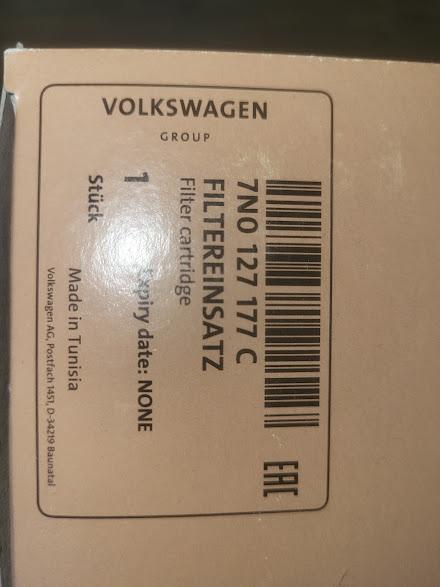 VOLKSWAGEN
GROUP
7N0 127 177 C
FILTEREINSATZ
Filter cartridge
1
Expiry date: NONE
Stück
Made in Tunisia
Volkswagen AG, Postfach 1451, D-34219 Baunatal
EAC